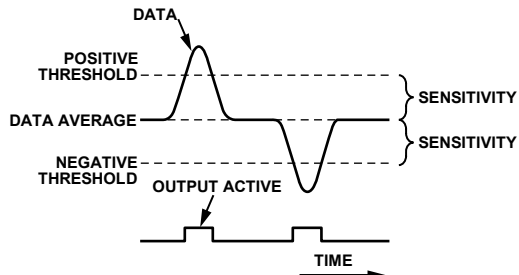 DATA
POSITIVE
THRESHOLD
SENSITIVITY
DATA AVERAGE
SENSITIVITY
NEGATIVE
THRESHOLD
OUTPUT ACTIVE
TIME